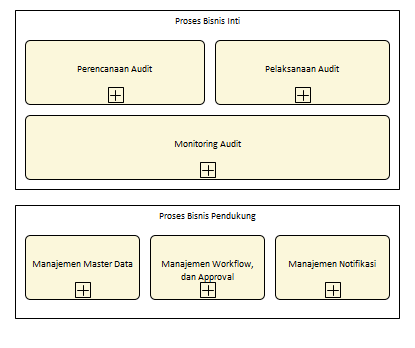 Proses Bisnis Inti
Perencanaan Audit
Pelaksanaan Audit
Monitoring Audit
Proses Bisnis Pendukung
Manajemen Master Data
Manajemen Workflow,
dan Approval
Manajemen Notifikasi